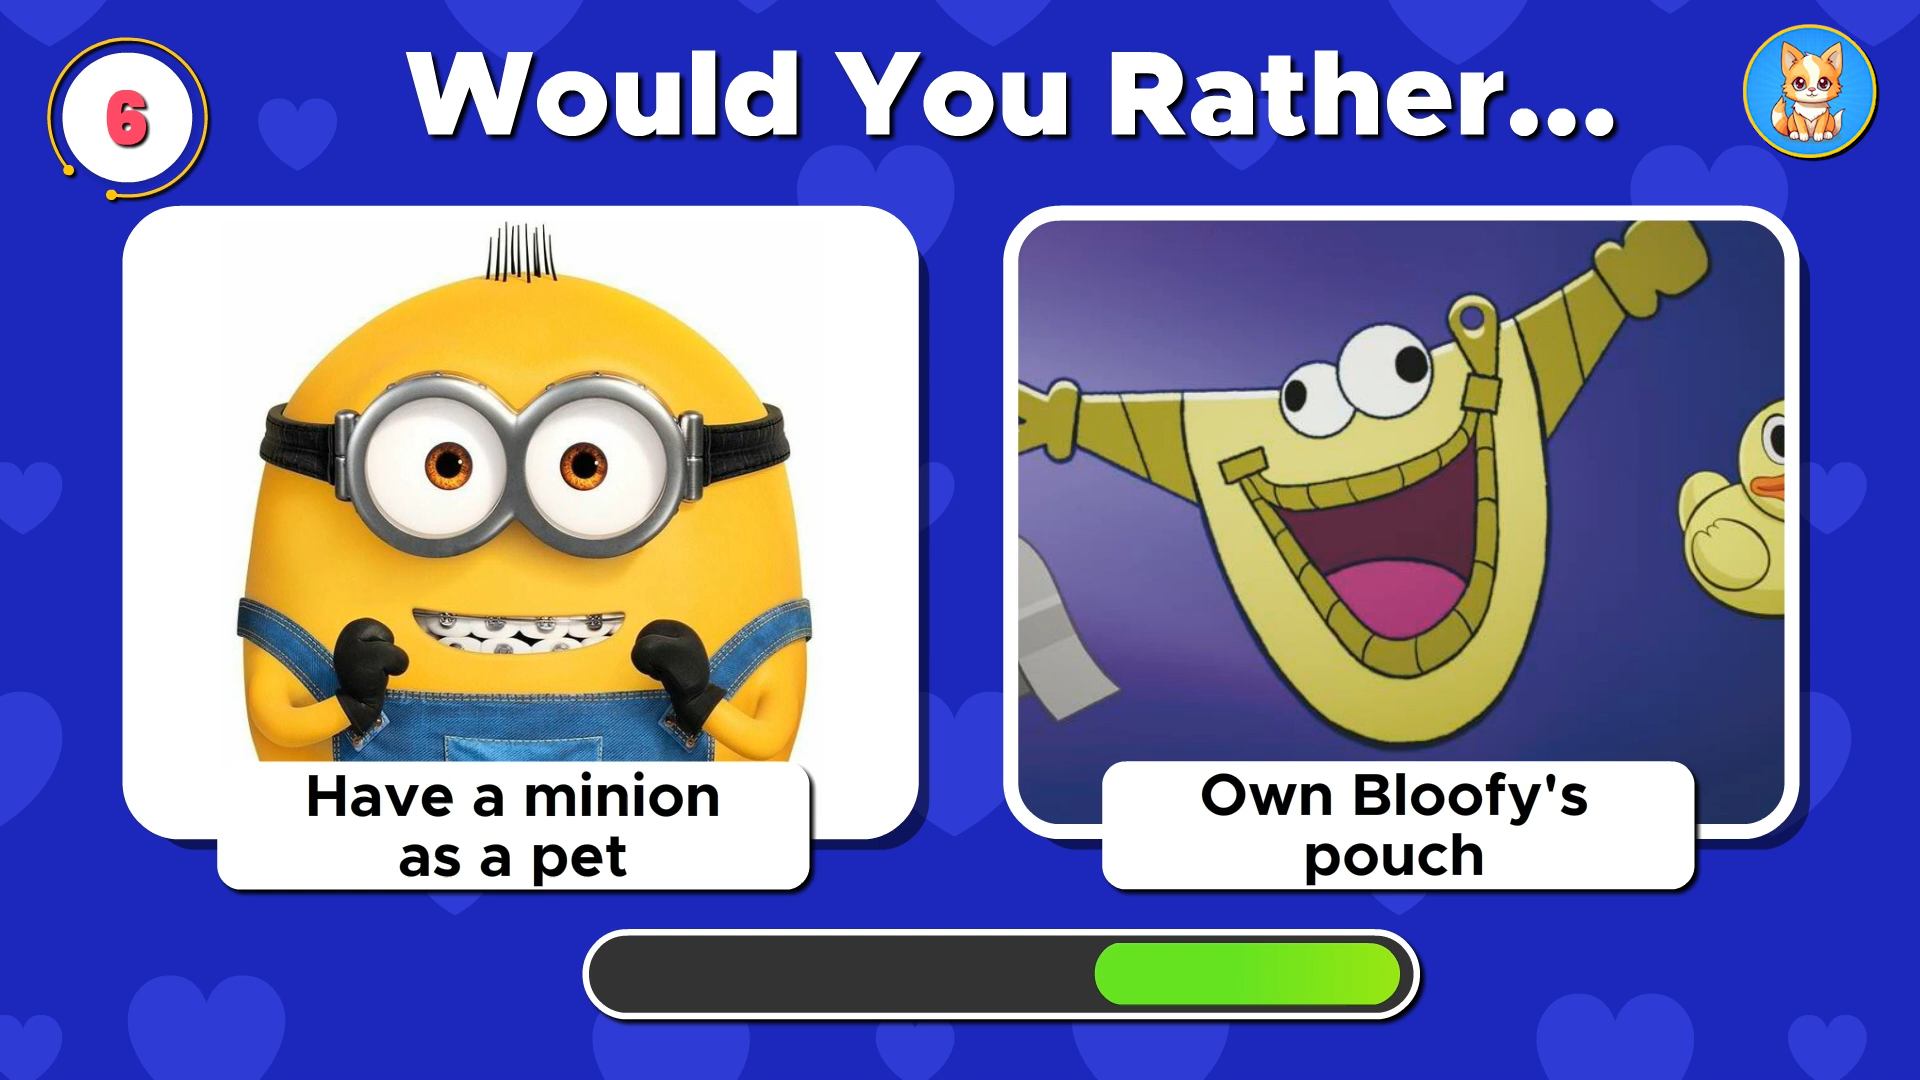 6
Would You Rather...
Have a minion
as a pet
Own Bloofy's
pouch